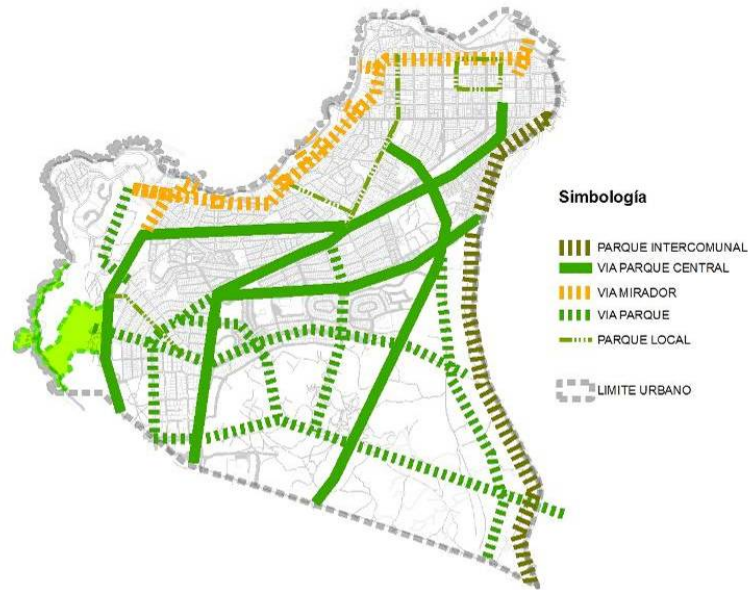 Simbología
PARQUE INTERCOMUNAL
VIA PARQUE CENTRAL
VIA MIRADOR
VIA PARQUE
PARQUE LOCAL
LIMITE URBANO